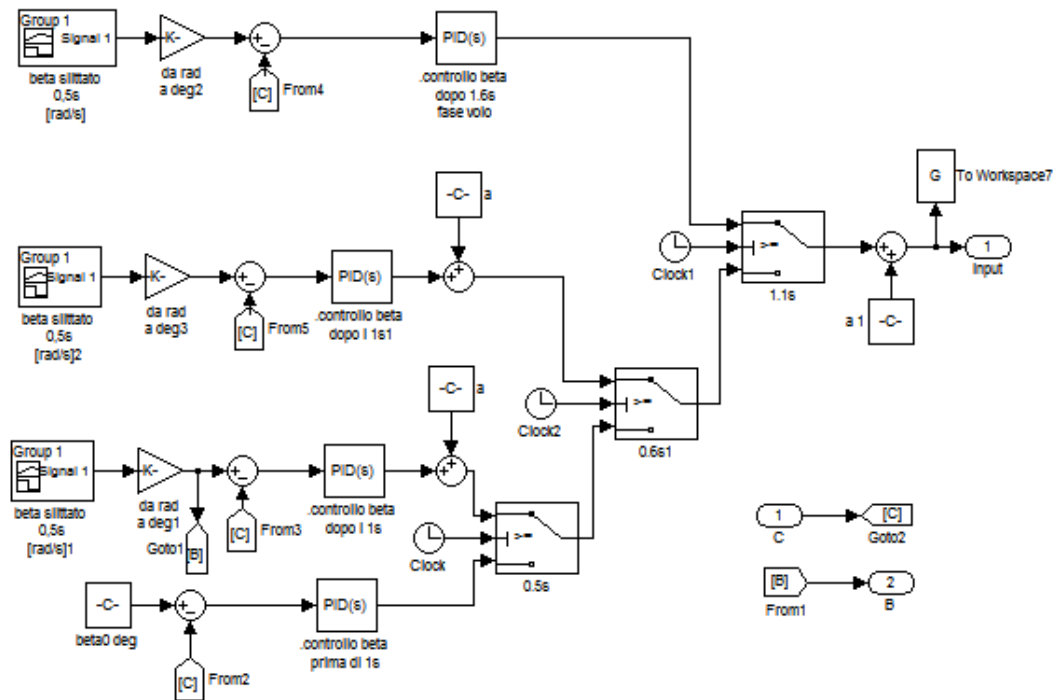 Group 1
Signal 1
-K-
+
-
PID(s)
beta slittato
0,5s
[rad/s]
da rad
a deg2
[C]
From4
.controllo beta
dopo 1.6s
fase volo
G
To Workspace7
-C-
a
Group 1
Signal 1
-K-
+
-
PID(s)
+
+
Clock1
>=
1.1s
+
+
1
Input
beta slittato
0,5s
[rad/s]2
da rad
a deg3
[C]
From5
.controllo beta
dopo l 1s1
a 1
-C-
-C-
a
Clock2
>=
0.6s1
Group 1
Signal 1
-K-
+
-
PID(s)
+
+
beta slittato
0,5s
[rad/s]1
da rad
a deg1
Goto1
[B]
[C]
From3
.controllo beta
dopo l 1s
Clock
>=
0.5s
1
C
[C]
Goto2
-C-
beta0 deg
+
-
PID(s)
.controllo beta
prima di 1s
[C]
From2
[B]
From1
2
B